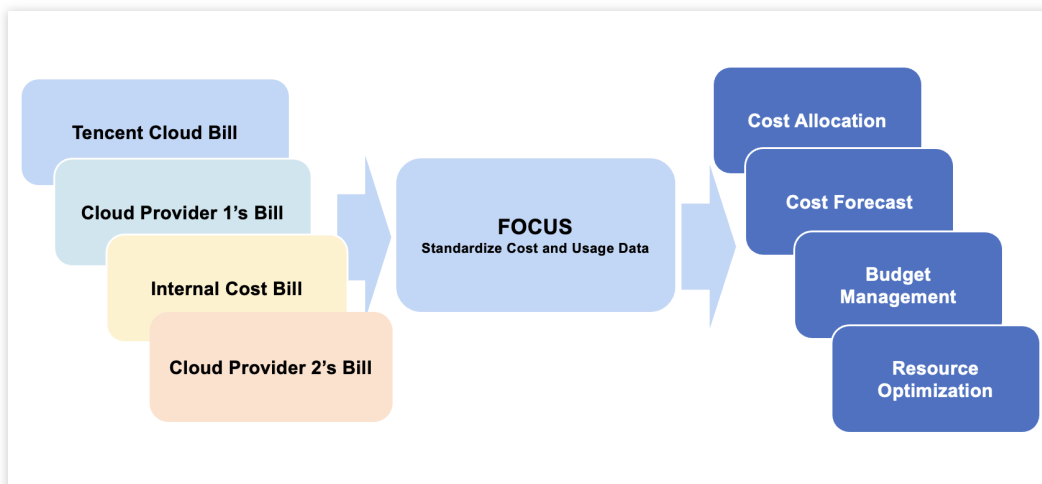 Tencent Cloud Bill
Cloud Provider 1's Bill
Internal Cost Bill
Cloud Provider 2's Bill
FOCUS
Standardize Cost and Usage Data
Cost Allocation
Cost Forecast
Budget
Management
Resource
Optimization